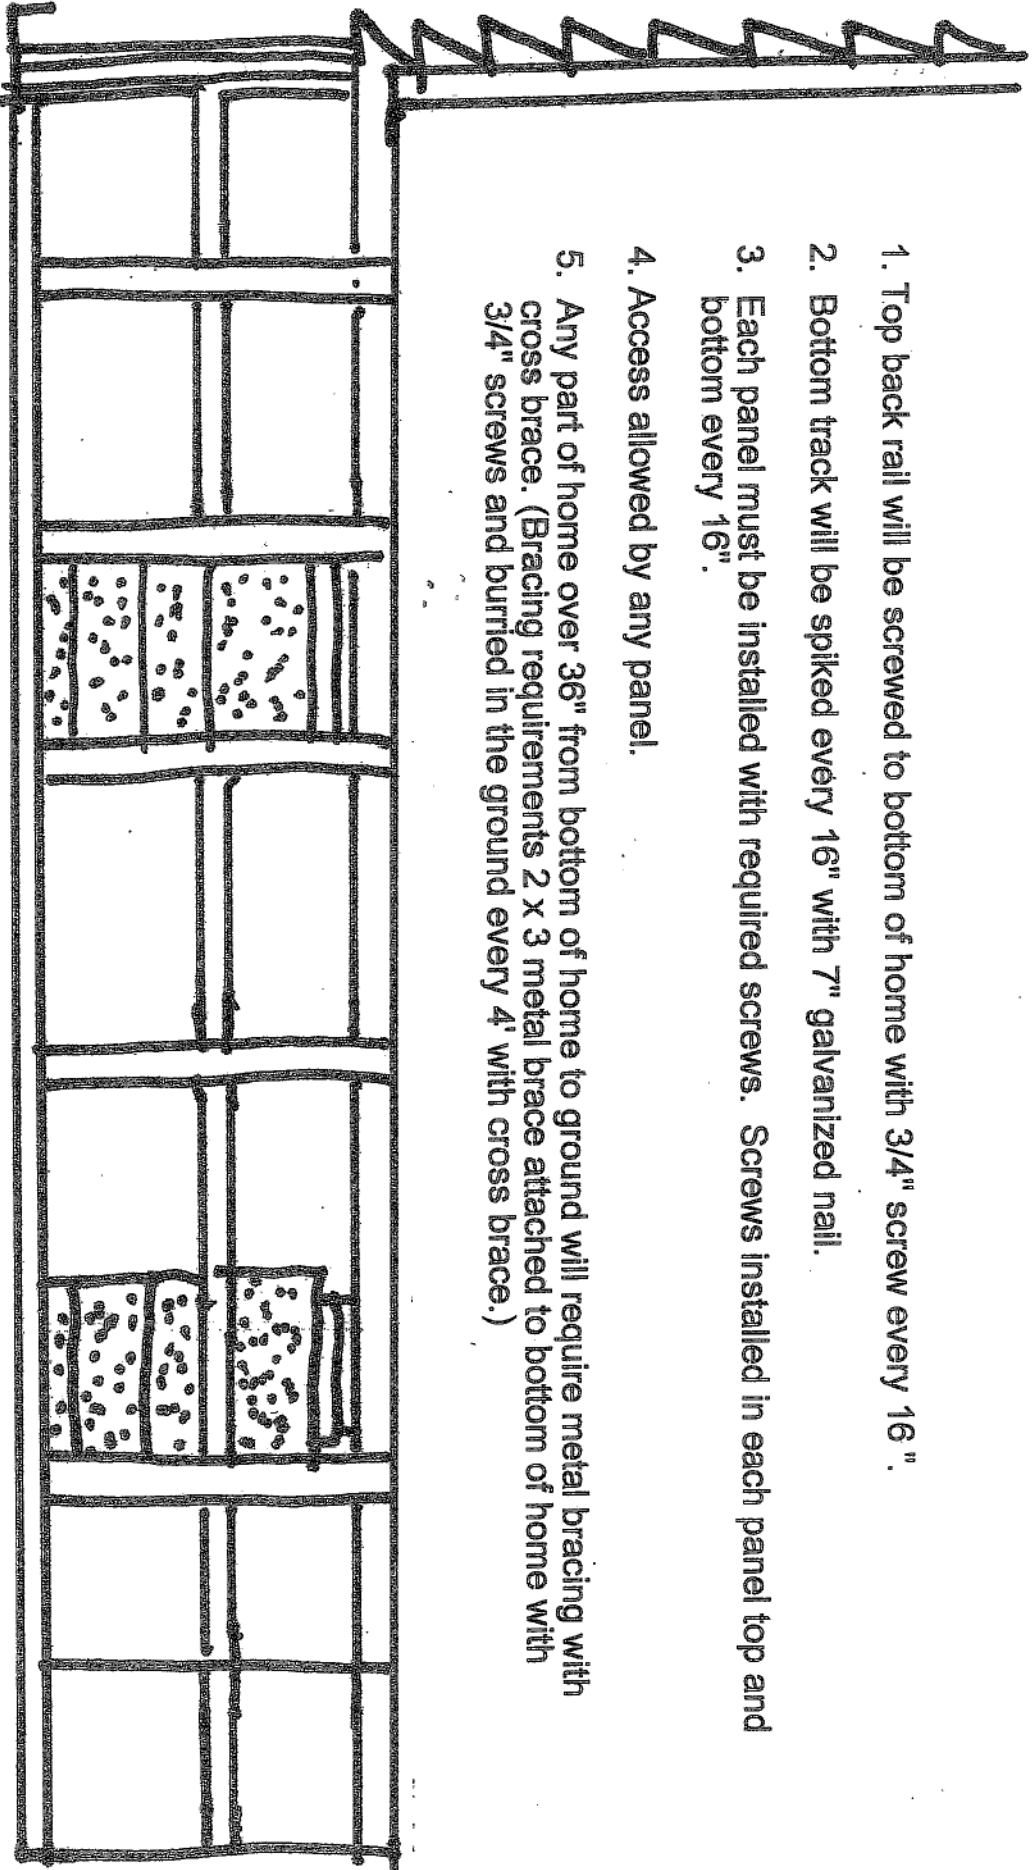 1. Top back rail will be screwed to bottom of home with 3/4" screw every 16 ".
2. Bottom track will be spiked every 16" with 7" galvanized nail.
3. Each panel must be installed with required screws. Screws installed in each panel top and
bottom every 16".
4. Access allowed by any panel.
5. Any part of home over 36" from bottom of home to ground will require metal bracing with
cross brace. (Bracing requirements 2 x 3 metal brace attached to bottom of home with
3/4" screws and burried in the ground every 4' with cross brace.)